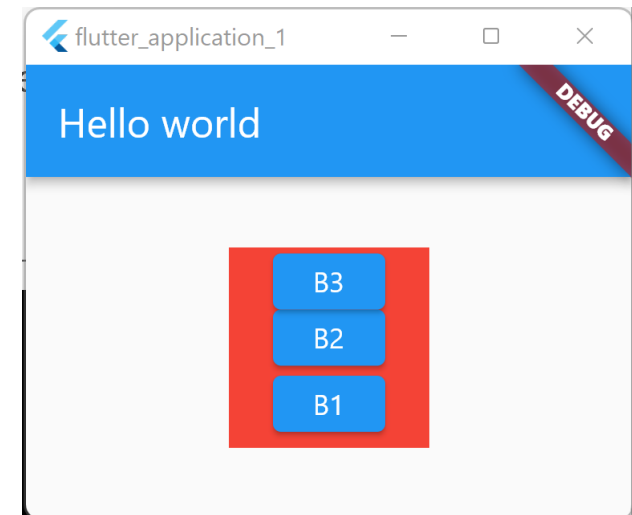 flutter_application_1
Hello world
DEBUG
B3
B2
B1